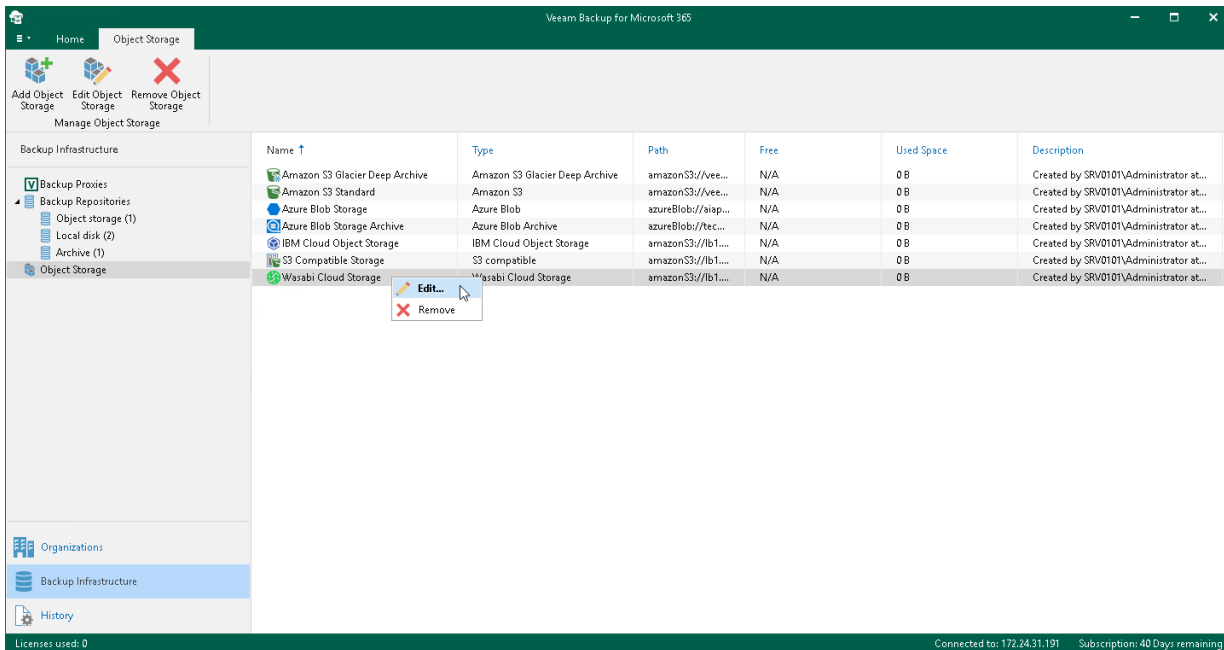 Veeam Backup for Microsoft 365
Home Object Storage
Add Object Storage Edit Object Storage Remove Object Storage
Manage Object Storage
Backup Infrastructure
Backup Proxies
Backup Repositories
Object storage (1)
Local disk (2)
Archive (1)
Object Storage
Name Type Path Free Used Space Description
Amazon S3 Glacier Deep Archive Amazon S3 Glacier Deep Archive amazonS3://vee... N/A 0 B Created by SRV0101\Administrator at...
Amazon S3 Standard Amazon S3 amazonS3://vee... N/A 0 B Created by SRV0101\Administrator at...
Azure Blob Storage Azure Blob azureBlob://aiap... N/A 0 B Created by SRV0101\Administrator at...
Azure Blob Storage Archive Azure Blob Archive azureBlob://tec... N/A 0 B Created by SRV0101\Administrator at...
IBM Cloud Object Storage IBM Cloud Object Storage amazonS3://lb1.... N/A 0 B Created by SRV0101\Administrator at...
S3 Compatible Storage S3 compatible amazonS3://lb1.... N/A 0 B Created by SRV0101\Administrator at...
Wasabi Cloud Storage Wasabi Cloud Storage amazonS3://lb1.... N/A 0 B Created by SRV0101\Administrator at...
Edit...
Remove
Organizations
Backup Infrastructure
History
Licenses used: 0 Connected to: 172.24.31.191 Subscription: 40 Days remaining